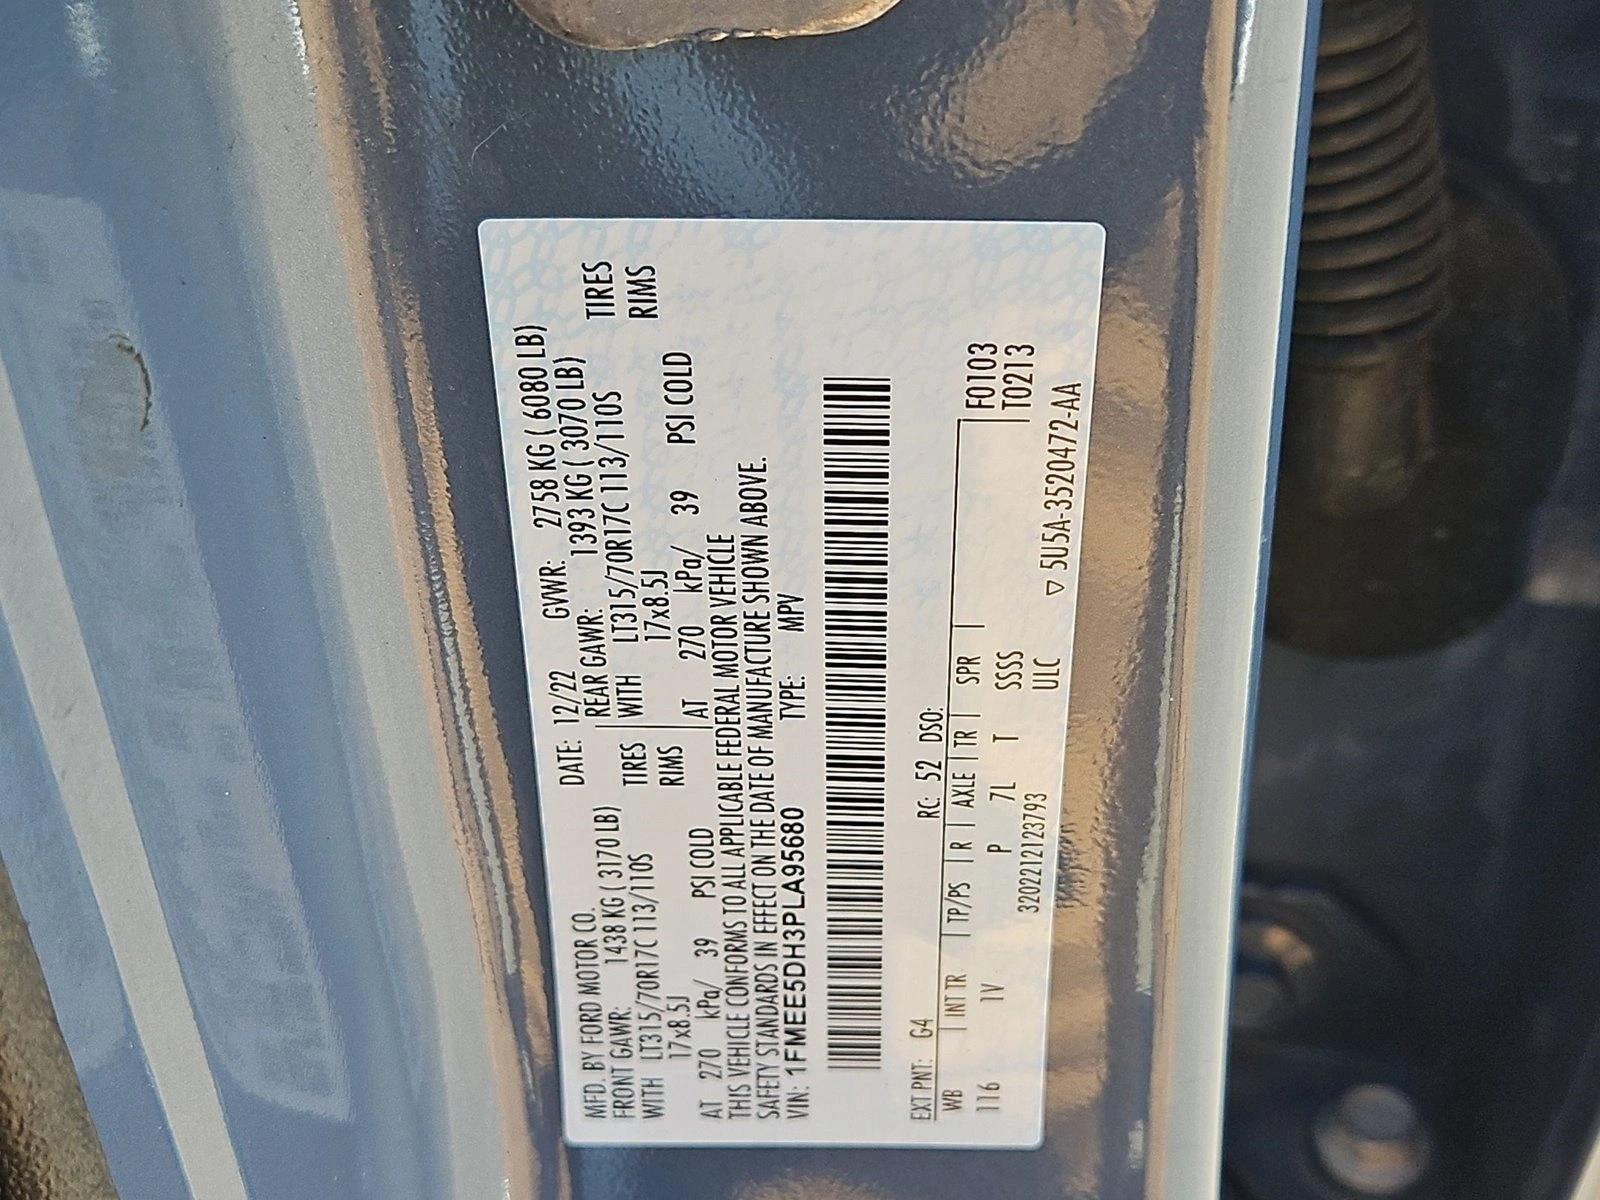 MFD. BY FORD MOTOR CO.
DATE: 12/22 GVWR: 2758 KG ( 6080 LB)
FRONT GAWR: 1438 KG ( 3170 LB) REAR GAWR: 1393 KG ( 3070 LB)
WITH LT315/70R17C 113/110S TIRES WITH LT315/70R17C 113/110S TIRES
17x8.5J RIMS 17x8.5J RIMS
AT 270 kPa/ 39 PSI COLD AT 270 kPa/ 39 PSI COLD
THIS VEHICLE CONFORMS TO ALL APPLICABLE FEDERAL MOTOR VEHICLE
SAFETY STANDARDS IN EFFECT ON THE DATE OF MANUFACTURE SHOWN ABOVE.
VIN: 1FMEE5DH3PLA95680 TYPE: MPV
EXT PNT: G4 RC: 52 DSO:
WB INT TR TP/PS R AXLE TR SPR F0103
116 1V P 7L T SSSS T0213
320221212​3793 ULC ▽ 5U5A-3520472-AA